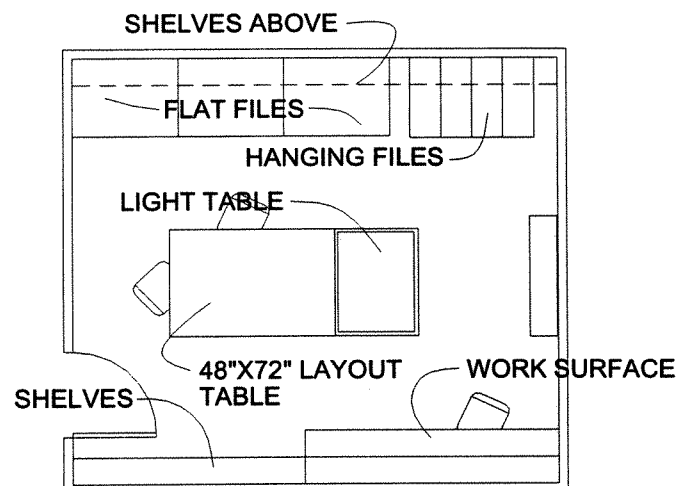 SHELVES ABOVE
FLAT FILES
HANGING FILES
LIGHT TABLE
48"X72" LAYOUT
TABLE
WORK SURFACE
SHELVES